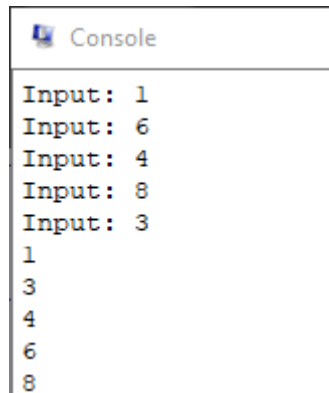 Console
Input: 1
Input: 6
Input: 4
Input: 8
Input: 3
1
3
4
6
8